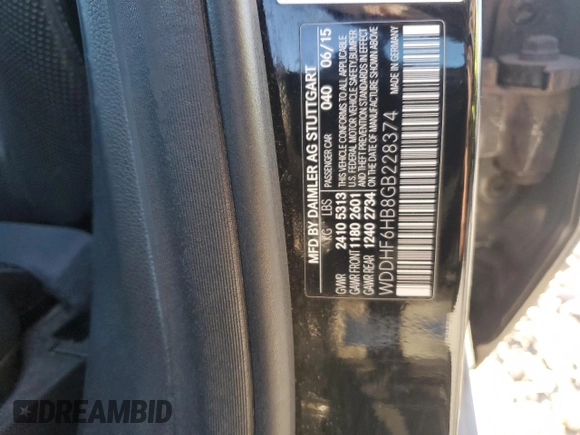 MFD BY DAIMLER AG STUTTGART
PASSENGER CAR 040 06/15
KG LBS
GVWR 2410 5313
GAWR FRONT 1180 2601
GAWR REAR 1240 2734
THIS VEHICLE CONFORMS TO ALL APPLICABLE
U.S. FEDERAL MOTOR VEHICLE SAFETY, BUMPER
AND THEFT PREVENTION STANDARDS IN EFFECT
ON THE DATE OF MANUFACTURE SHOWN ABOVE
MADE IN GERMANY
WDDHF6HB8GB228374
DREAMBID